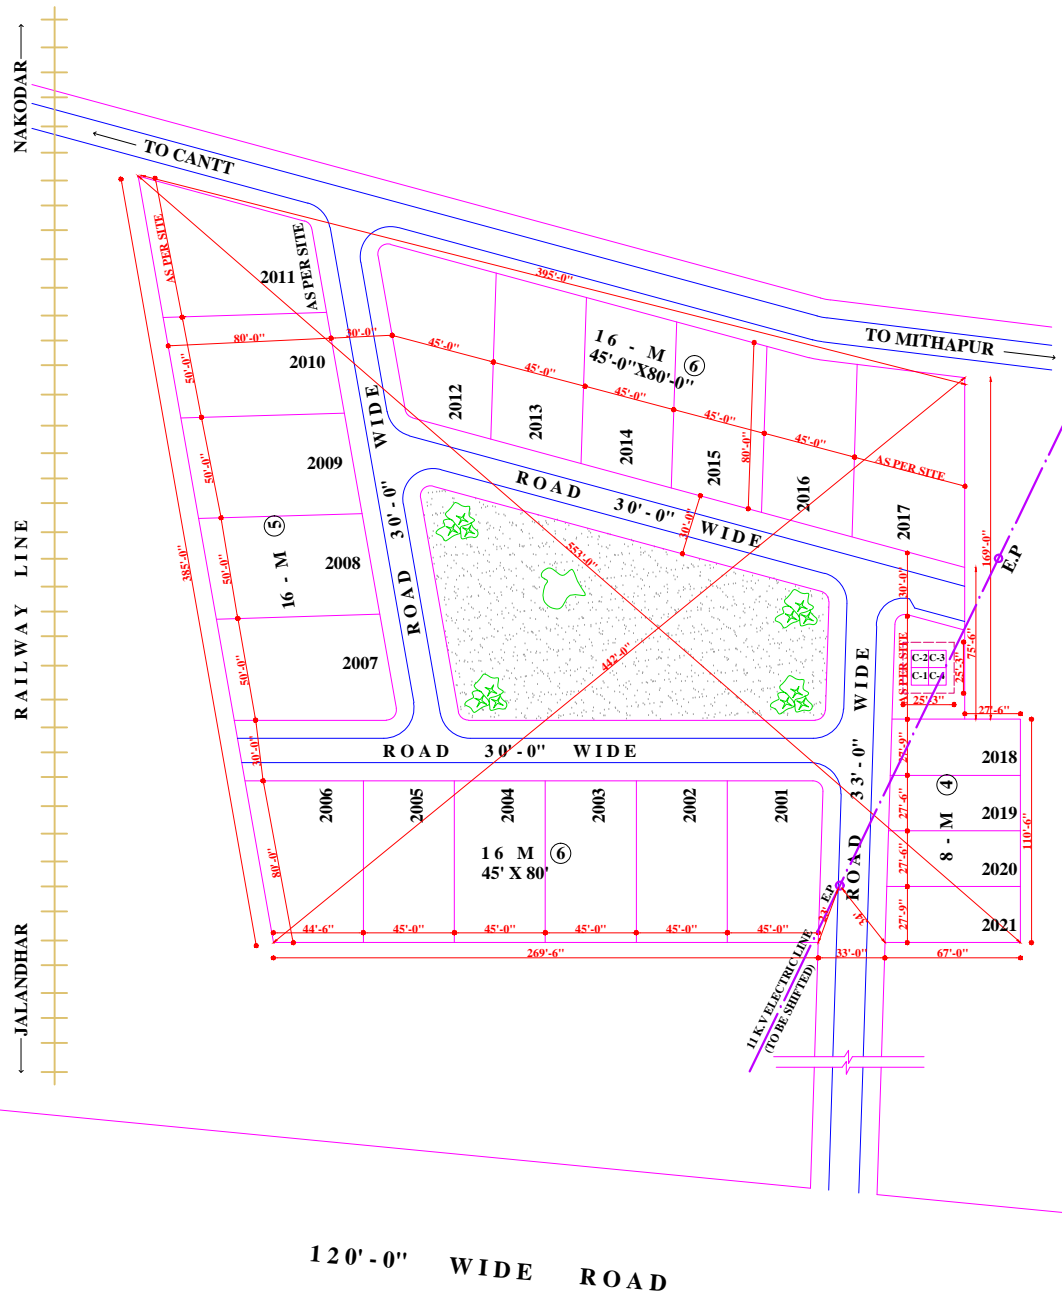 NAKODAR
TO CANTT
AS PER SITE
AS PER SITE
2011
395'-0"
TO MITHAPUR
80'-0"
30'-0"
2010
50'-0"
45'-0"
45'-0"
45'-0"
45'-0"
45'-0"
AS PER SITE
16 - M 6
45'-0"X80'-0"
80'-0"
2012
2013
2014
2015
2016
2017
WIDE
30'-0"
ROAD
ROAD 30'-0" WIDE
30'-0"
2009
50'-0"
16 - M 5
2008
50'-0"
385'-0"
2007
50'-0"
553'-0"
442'-0"
169'-0"
E.P
30'-0"
75'-6"
AS PER SITE
C-2 C-3
C-1 C-4
25'-3"
25'-3"
27'-6"
RAILWAY LINE
30'-0"
ROAD 30'-0" WIDE
WIDE
33'-0"
ROAD
2018
27'-9"
2019
27'-6"
8 - M 4
110'-6"
2020
27'-6"
2021
27'-9"
2006
2005
2004
2003
2002
2001
16 M 6
45' X 80'
80'-0"
E.P
34'
44'-6"
45'-0"
45'-0"
45'-0"
45'-0"
45'-0"
269'-6"
33'-0"
67'-0"
11 K.V ELECTRIC LINE
(TO BE SHIFTED)
JALANDHAR
120'-0" WIDE ROAD